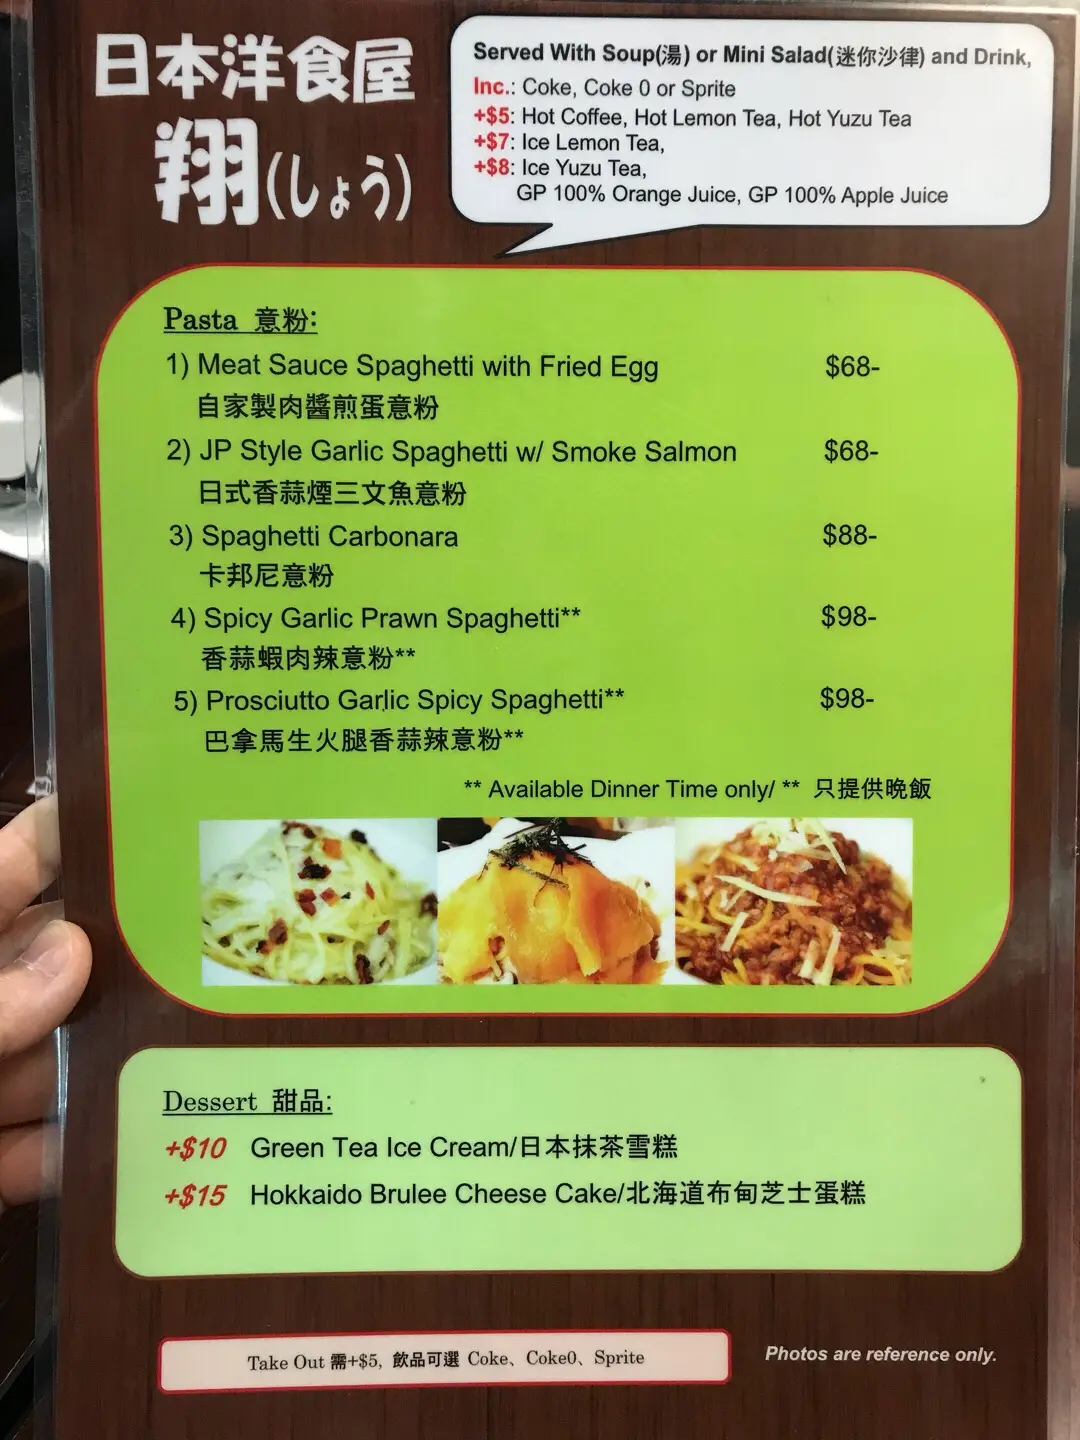 日本洋食屋
翔(しょう)
Served With Soup(湯) or Mini Salad(迷你沙律) and Drink,
Inc.: Coke, Coke 0 or Sprite
+$5: Hot Coffee, Hot Lemon Tea, Hot Yuzu Tea
+$7: Ice Lemon Tea,
+$8: Ice Yuzu Tea,
GP 100% Orange Juice, GP 100% Apple Juice
Pasta 意粉:
1) Meat Sauce Spaghetti with Fried Egg $68-
自家製肉醬煎蛋意粉
2) JP Style Garlic Spaghetti w/ Smoke Salmon $68-
日式香蒜煙三文魚意粉
3) Spaghetti Carbonara $88-
卡邦尼意粉
4) Spicy Garlic Prawn Spaghetti** $98-
香蒜蝦肉辣意粉**
5) Prosciutto Garlic Spicy Spaghetti** $98-
巴拿馬生火腿香蒜辣意粉**
** Available Dinner Time only/ ** 只提供晚飯
Dessert 甜品:
+$10 Green Tea Ice Cream/日本抹茶雪糕
+$15 Hokkaido Brulee Cheese Cake/北海道布甸芝士蛋糕
Take Out 需+$5, 飲品可選 Coke、Coke0、Sprite
Photos are reference only.